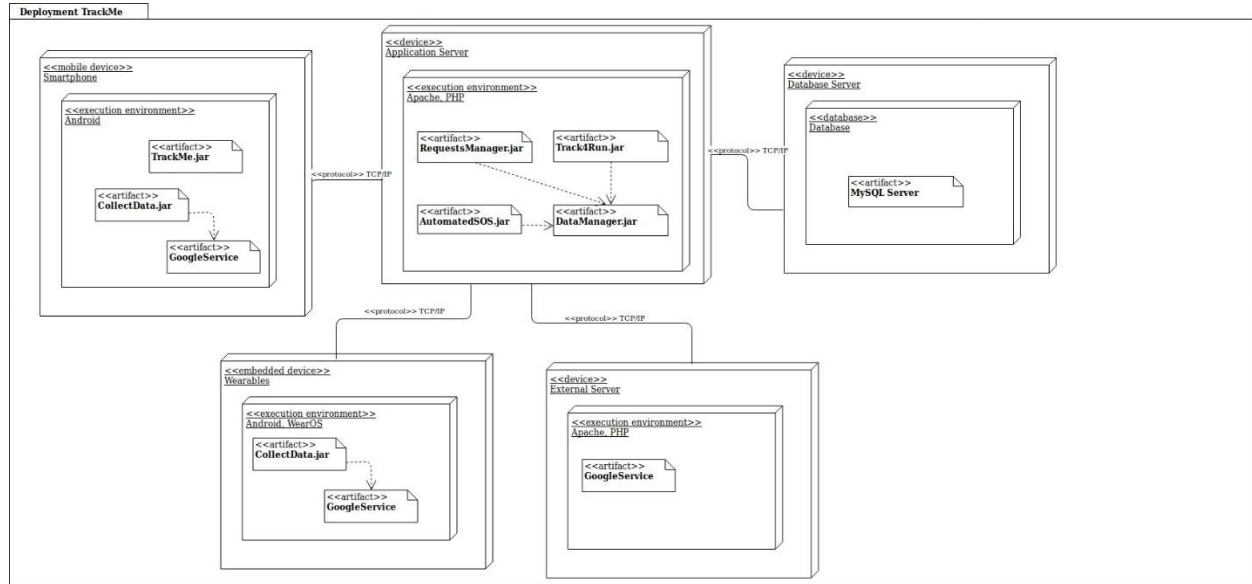 Deployment TrackMe
<<mobile device>>
Smartphone
<<execution environment>>
Android
<<artifact>>
TrackMe.jar
<<artifact>>
CollectData.jar
<<artifact>>
GoogleService
<<protocol>> TCP/IP
<<device>>
Application Server
<<execution environment>>
Apache, PHP
<<artifact>>
RequestsManager.jar
<<artifact>>
Track4Run.jar
<<artifact>>
AutomatedSOS.jar
<<artifact>>
DataManager.jar
<<protocol>> TCP/IP
<<device>>
Database Server
<<database>>
Database
<<artifact>>
MySQL Server
<<protocol>> TCP/IP
<<protocol>> TCP/IP
<<embedded device>>
Wearables
<<execution environment>>
Android, WearOS
<<artifact>>
CollectData.jar
<<artifact>>
GoogleService
<<device>>
External Server
<<execution environment>>
Apache, PHP
<<artifact>>
GoogleService